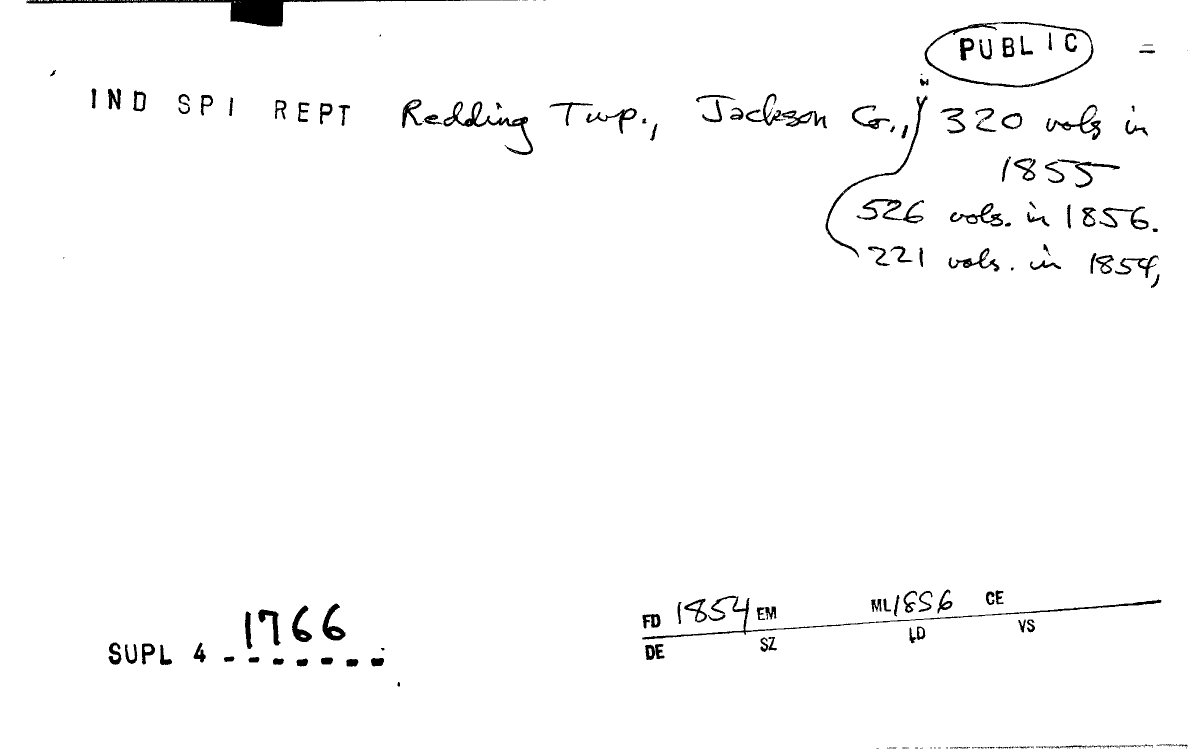 PUBLIC =
IND SPI REPT Redding Twp., Jackson Co., 320 vols in
1855
526 vols. in 1856.
221 vols. in 1854,
1766
SUPL 4 - - - - - - -
FD 1854 EM ML 1856 CE
DE SZ LD VS